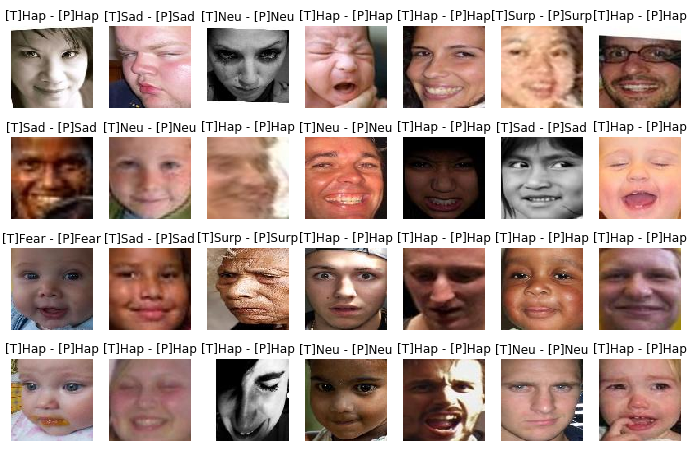 [T]Hap - [P]Hap [T]Sad - [P]Sad [T]Neu - [P]Neu [T]Hap - [P]Hap [T]Hap - [P]Hap [T]Surp - [P]Surp [T]Hap - [P]Hap
[T]Sad - [P]Sad [T]Neu - [P]Neu [T]Hap - [P]Hap [T]Neu - [P]Neu [T]Hap - [P]Hap [T]Sad - [P]Sad [T]Hap - [P]Hap
[T]Fear - [P]Fear [T]Sad - [P]Sad [T]Surp - [P]Surp [T]Hap - [P]Hap [T]Hap - [P]Hap [T]Hap - [P]Hap [T]Hap - [P]Hap
[T]Hap - [P]Hap [T]Hap - [P]Hap [T]Hap - [P]Hap [T]Neu - [P]Neu [T]Hap - [P]Hap [T]Neu - [P]Neu [T]Hap - [P]Hap